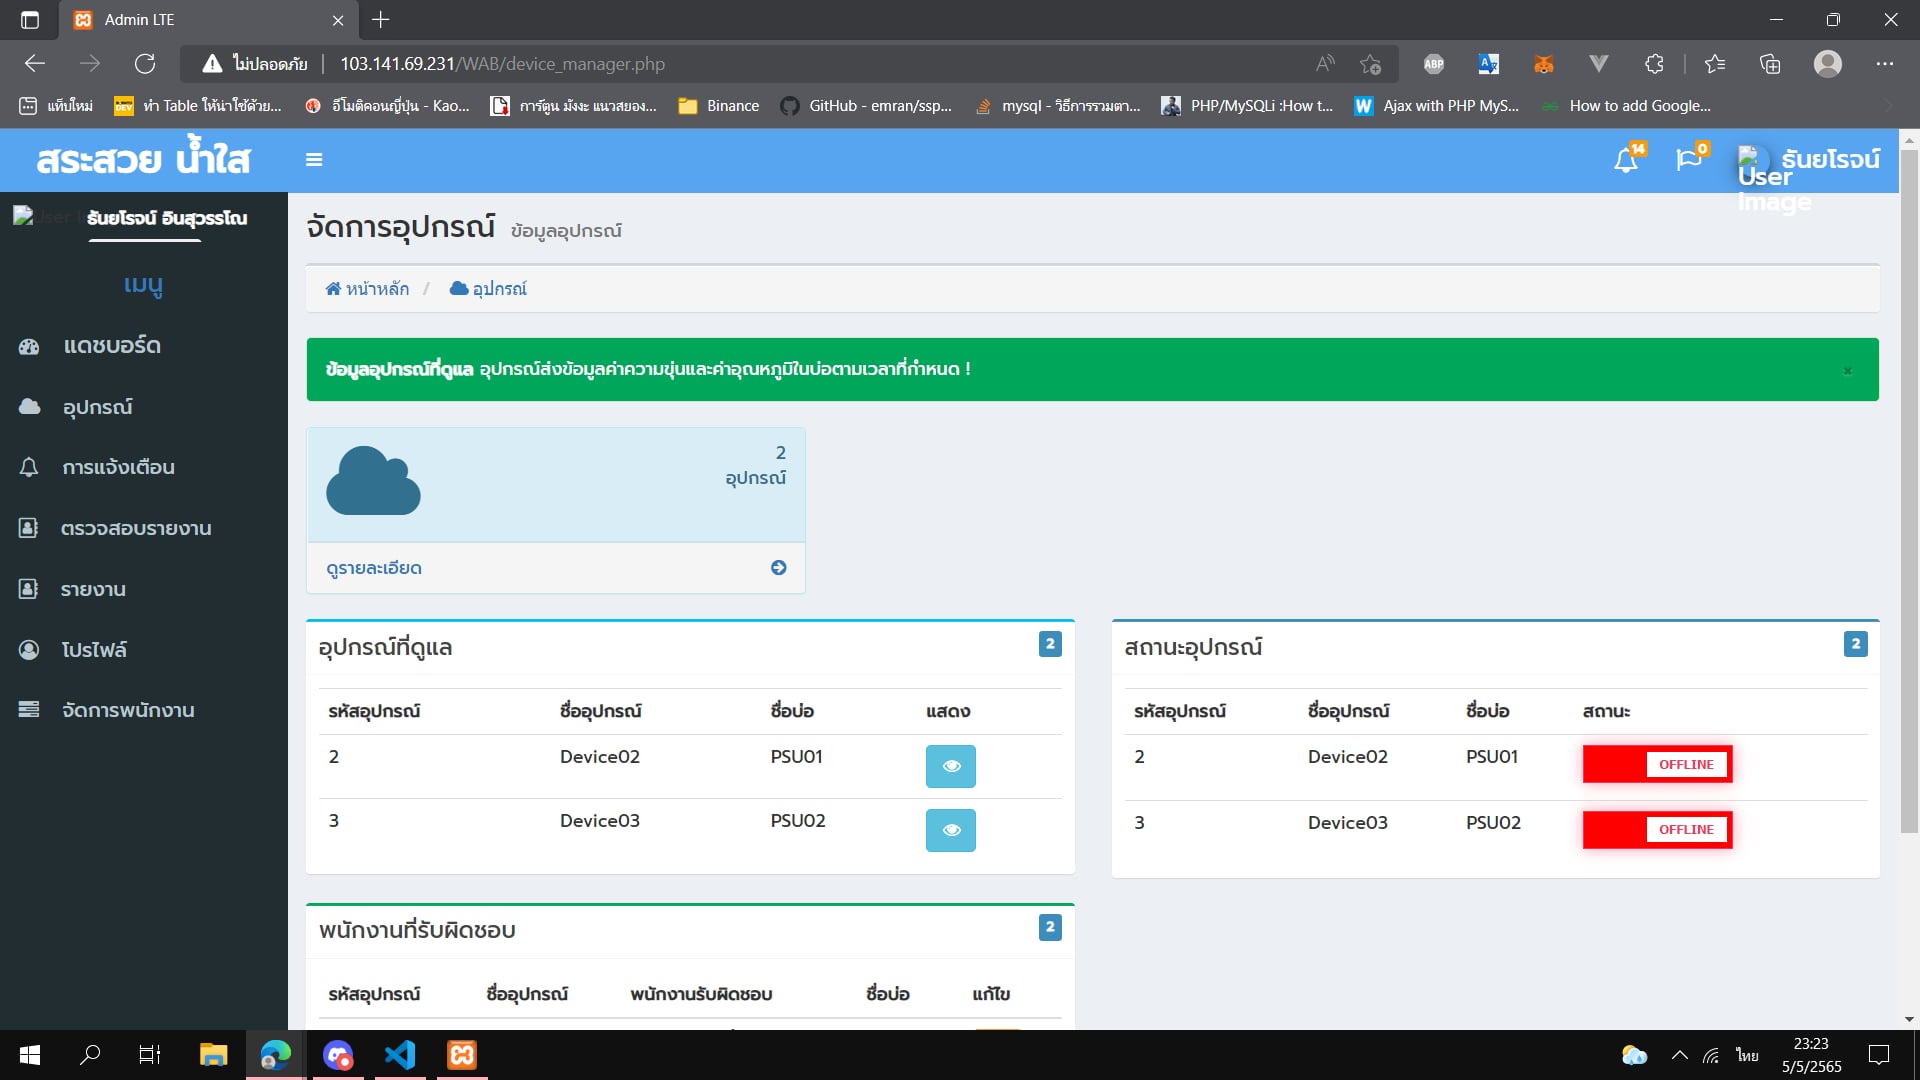 Admin LTE
ไม่ปลอดภัย
103.141.69.231/WAB/device_manager.php
ABP
แท็บใหม่
ทำ Table ให้น่าใช้ด้วย...
อีโมติคอนญี่ปุ่น - Kao...
การ์ตูน มังงะ แนวสยอง...
Binance
GitHub - emran/ssp...
mysql - วิธีการรวมตา...
PHP/MySQLi :How t...
Ajax with PHP MyS...
How to add Google...
สระสวย น้ำใส
14
0
User Image
ธันยโรจน์
ธันยโรจน์ อินสุวรรโณ
เมนู
แดชบอร์ด
อุปกรณ์
การแจ้งเตือน
ตรวจสอบรายงาน
รายงาน
โปรไฟล์
จัดการพนักงาน
จัดการอุปกรณ์ ข้อมูลอุปกรณ์
หน้าหลัก / อุปกรณ์
ข้อมูลอุปกรณ์ที่ดูแล อุปกรณ์ส่งข้อมูลค่าความขุ่นและค่าอุณหภูมิในบ่อตามเวลาที่กำหนด !
×
2
อุปกรณ์
ดูรายละเอียด
อุปกรณ์ที่ดูแล 2
รหัสอุปกรณ์ ชื่ออุปกรณ์ ชื่อบ่อ แสดง
2 Device02 PSU01
3 Device03 PSU02
สถานะอุปกรณ์ 2
รหัสอุปกรณ์ ชื่ออุปกรณ์ ชื่อบ่อ สถานะ
2 Device02 PSU01 OFFLINE
3 Device03 PSU02 OFFLINE
พนักงานที่รับผิดชอบ 2
รหัสอุปกรณ์ ชื่ออุปกรณ์ พนักงานรับผิดชอบ ชื่อบ่อ แก้ไข
ไทย
23:23
5/5/2565